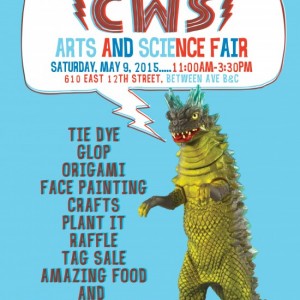 CWS
ARTS AND SCIENCE FAIR
SATURDAY, MAY 9, 2015.....11:00AM-3:30PM
610 EAST 12TH STREET. BETWEEN AVE B&C
TIE DYE
GLOP
ORIGAMI
FACE PAINTING
CRAFTS
PLANT IT
RAFFLE
TAG SALE
AMAZING FOOD
AND